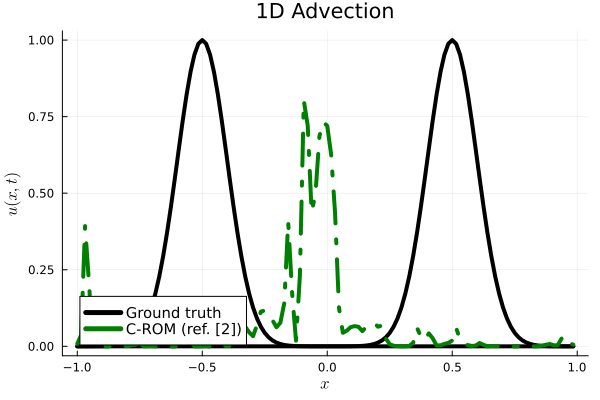 1D Advection
u(x, t)
1.00
0.75
0.50
0.25
0.00
Ground truth
C-ROM (ref. [2])
−1.0 −0.5 0.0 0.5 1.0
x